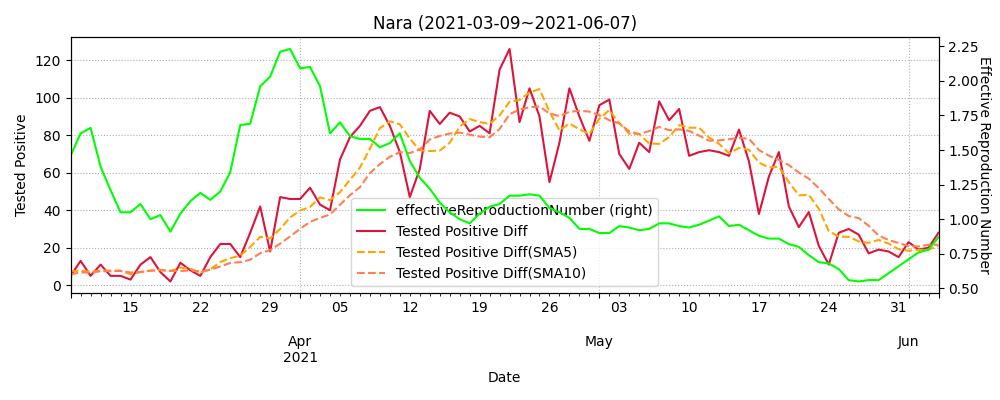 Nara (2021-03-09~2021-06-07)
120
100
80
60
40
20
0
Tested Positive
2.25
2.00
1.75
1.50
1.25
1.00
0.75
0.50
Effective Reproduction Number
effectiveReproductionNumber (right)
Tested Positive Diff
Tested Positive Diff(SMA5)
Tested Positive Diff(SMA10)
15 22 29 05 12 19 26 03 10 17 24 31
Apr May Jun
2021
Date